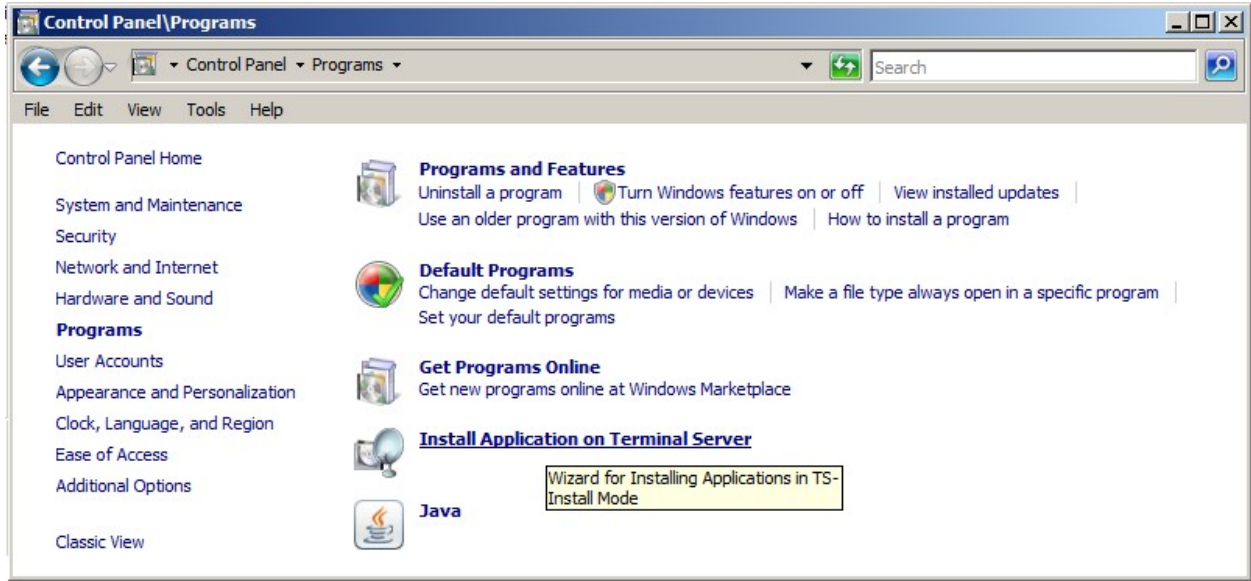 Control Panel\Programs
Control Panel Programs
Search
File Edit View Tools Help
Control Panel Home
System and Maintenance
Security
Network and Internet
Hardware and Sound
Programs
User Accounts
Appearance and Personalization
Clock, Language, and Region
Ease of Access
Additional Options
Classic View
Programs and Features
Uninstall a program Turn Windows features on or off View installed updates
Use an older program with this version of Windows How to install a program
Default Programs
Change default settings for media or devices Make a file type always open in a specific program
Set your default programs
Get Programs Online
Get new programs online at Windows Marketplace
Install Application on Terminal Server
Wizard for Installing Applications in TS-
Install Mode
Java